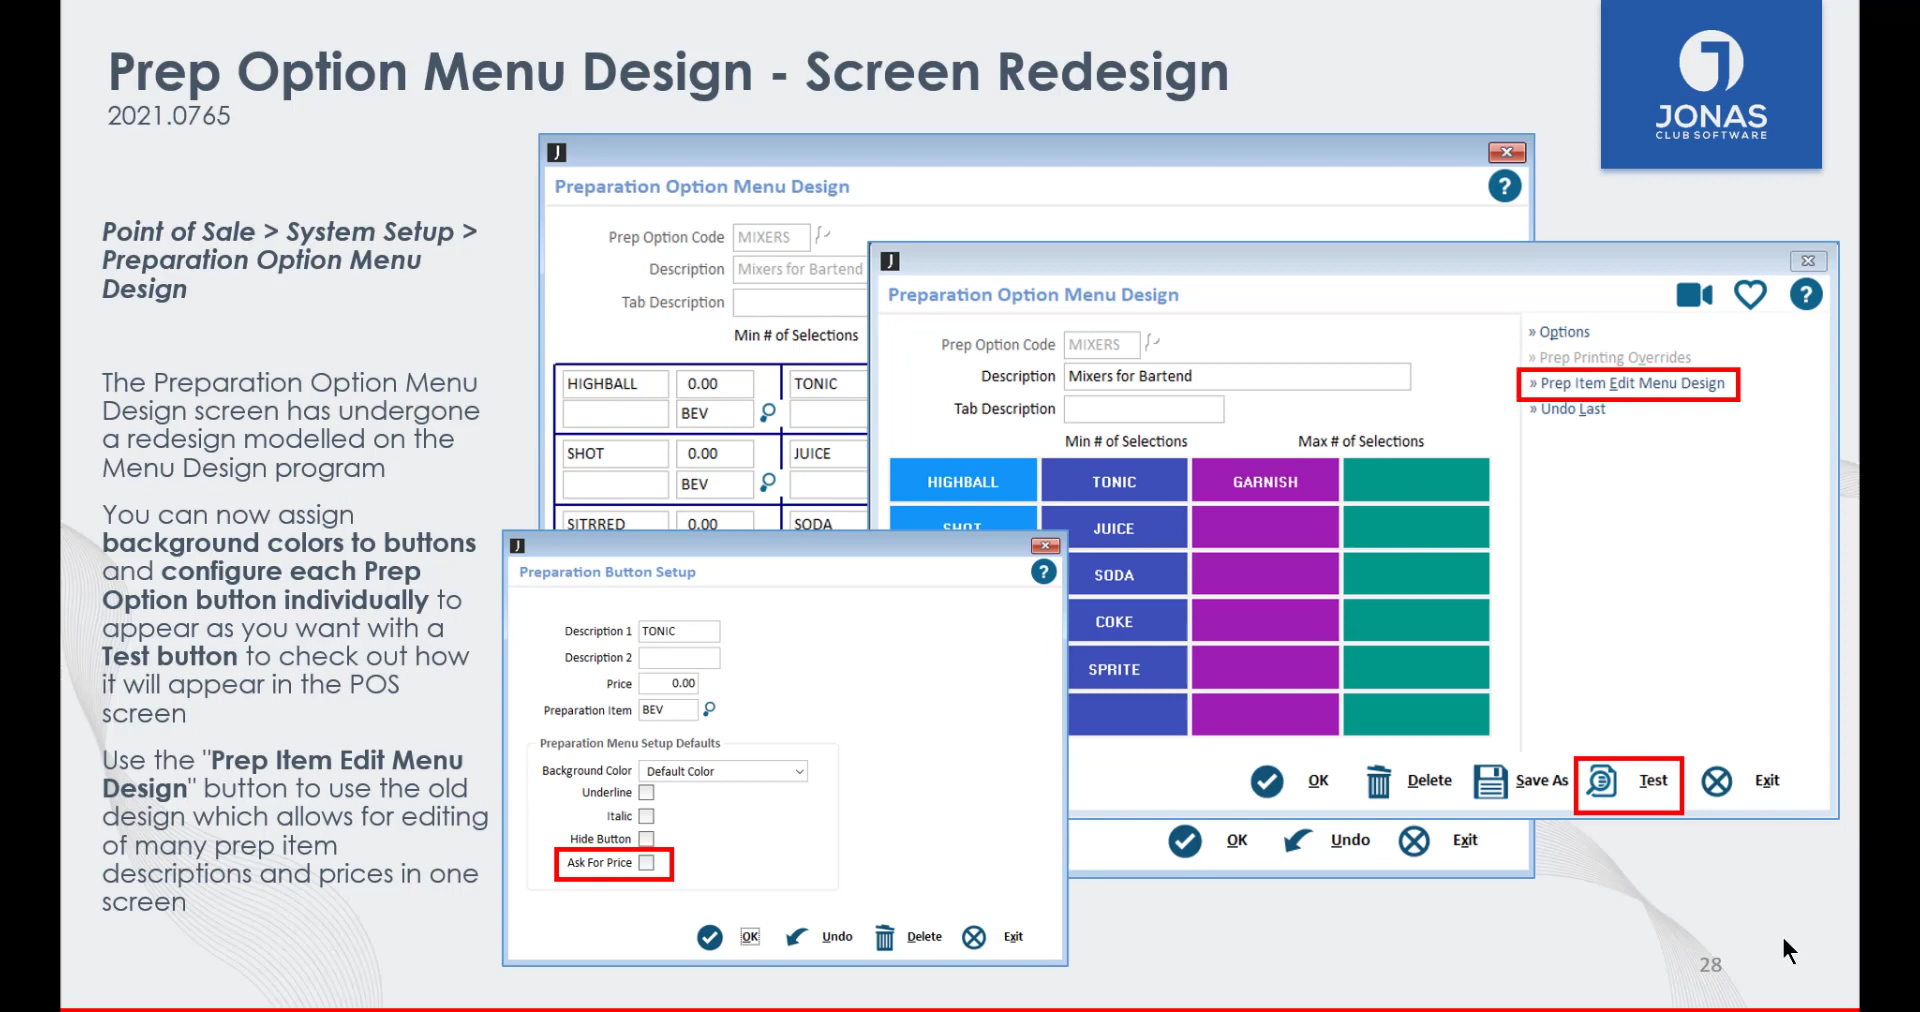 Prep Option Menu Design - Screen Redesign
2021.0765
JONAS
CLUB SOFTWARE
Point of Sale > System Setup >
Preparation Option Menu
Design
The Preparation Option Menu
Design screen has undergone
a redesign modelled on the
Menu Design program
You can now assign
background colors to buttons
and configure each Prep
Option button individually to
appear as you want with a
Test button to check out how
it will appear in the POS
screen
Use the "Prep Item Edit Menu
Design" button to use the old
design which allows for editing
of many prep item
descriptions and prices in one
screen
J
Preparation Option Menu Design
?
Prep Option Code MIXERS
Description Mixers for Bartend
Tab Description
Min # of Selections
HIGHBALL 0.00 TONIC
BEV
SHOT 0.00 JUICE
BEV
SITRRED 0.00 SODA
OK Undo Exit
J
Preparation Option Menu Design
?
Prep Option Code MIXERS
Description Mixers for Bartend
Tab Description
Min # of Selections Max # of Selections
HIGHBALL TONIC GARNISH
SHOT JUICE
SODA
COKE
SPRITE
» Options
» Prep Printing Overrides
» Prep Item Edit Menu Design
» Undo Last
OK Delete Save As Test Exit
J
Preparation Button Setup
?
Description 1 TONIC
Description 2
Price 0.00
Preparation Item BEV
Preparation Menu Setup Defaults
Background Color Default Color
Underline
Italic
Hide Button
Ask For Price
OK Undo Delete Exit
28